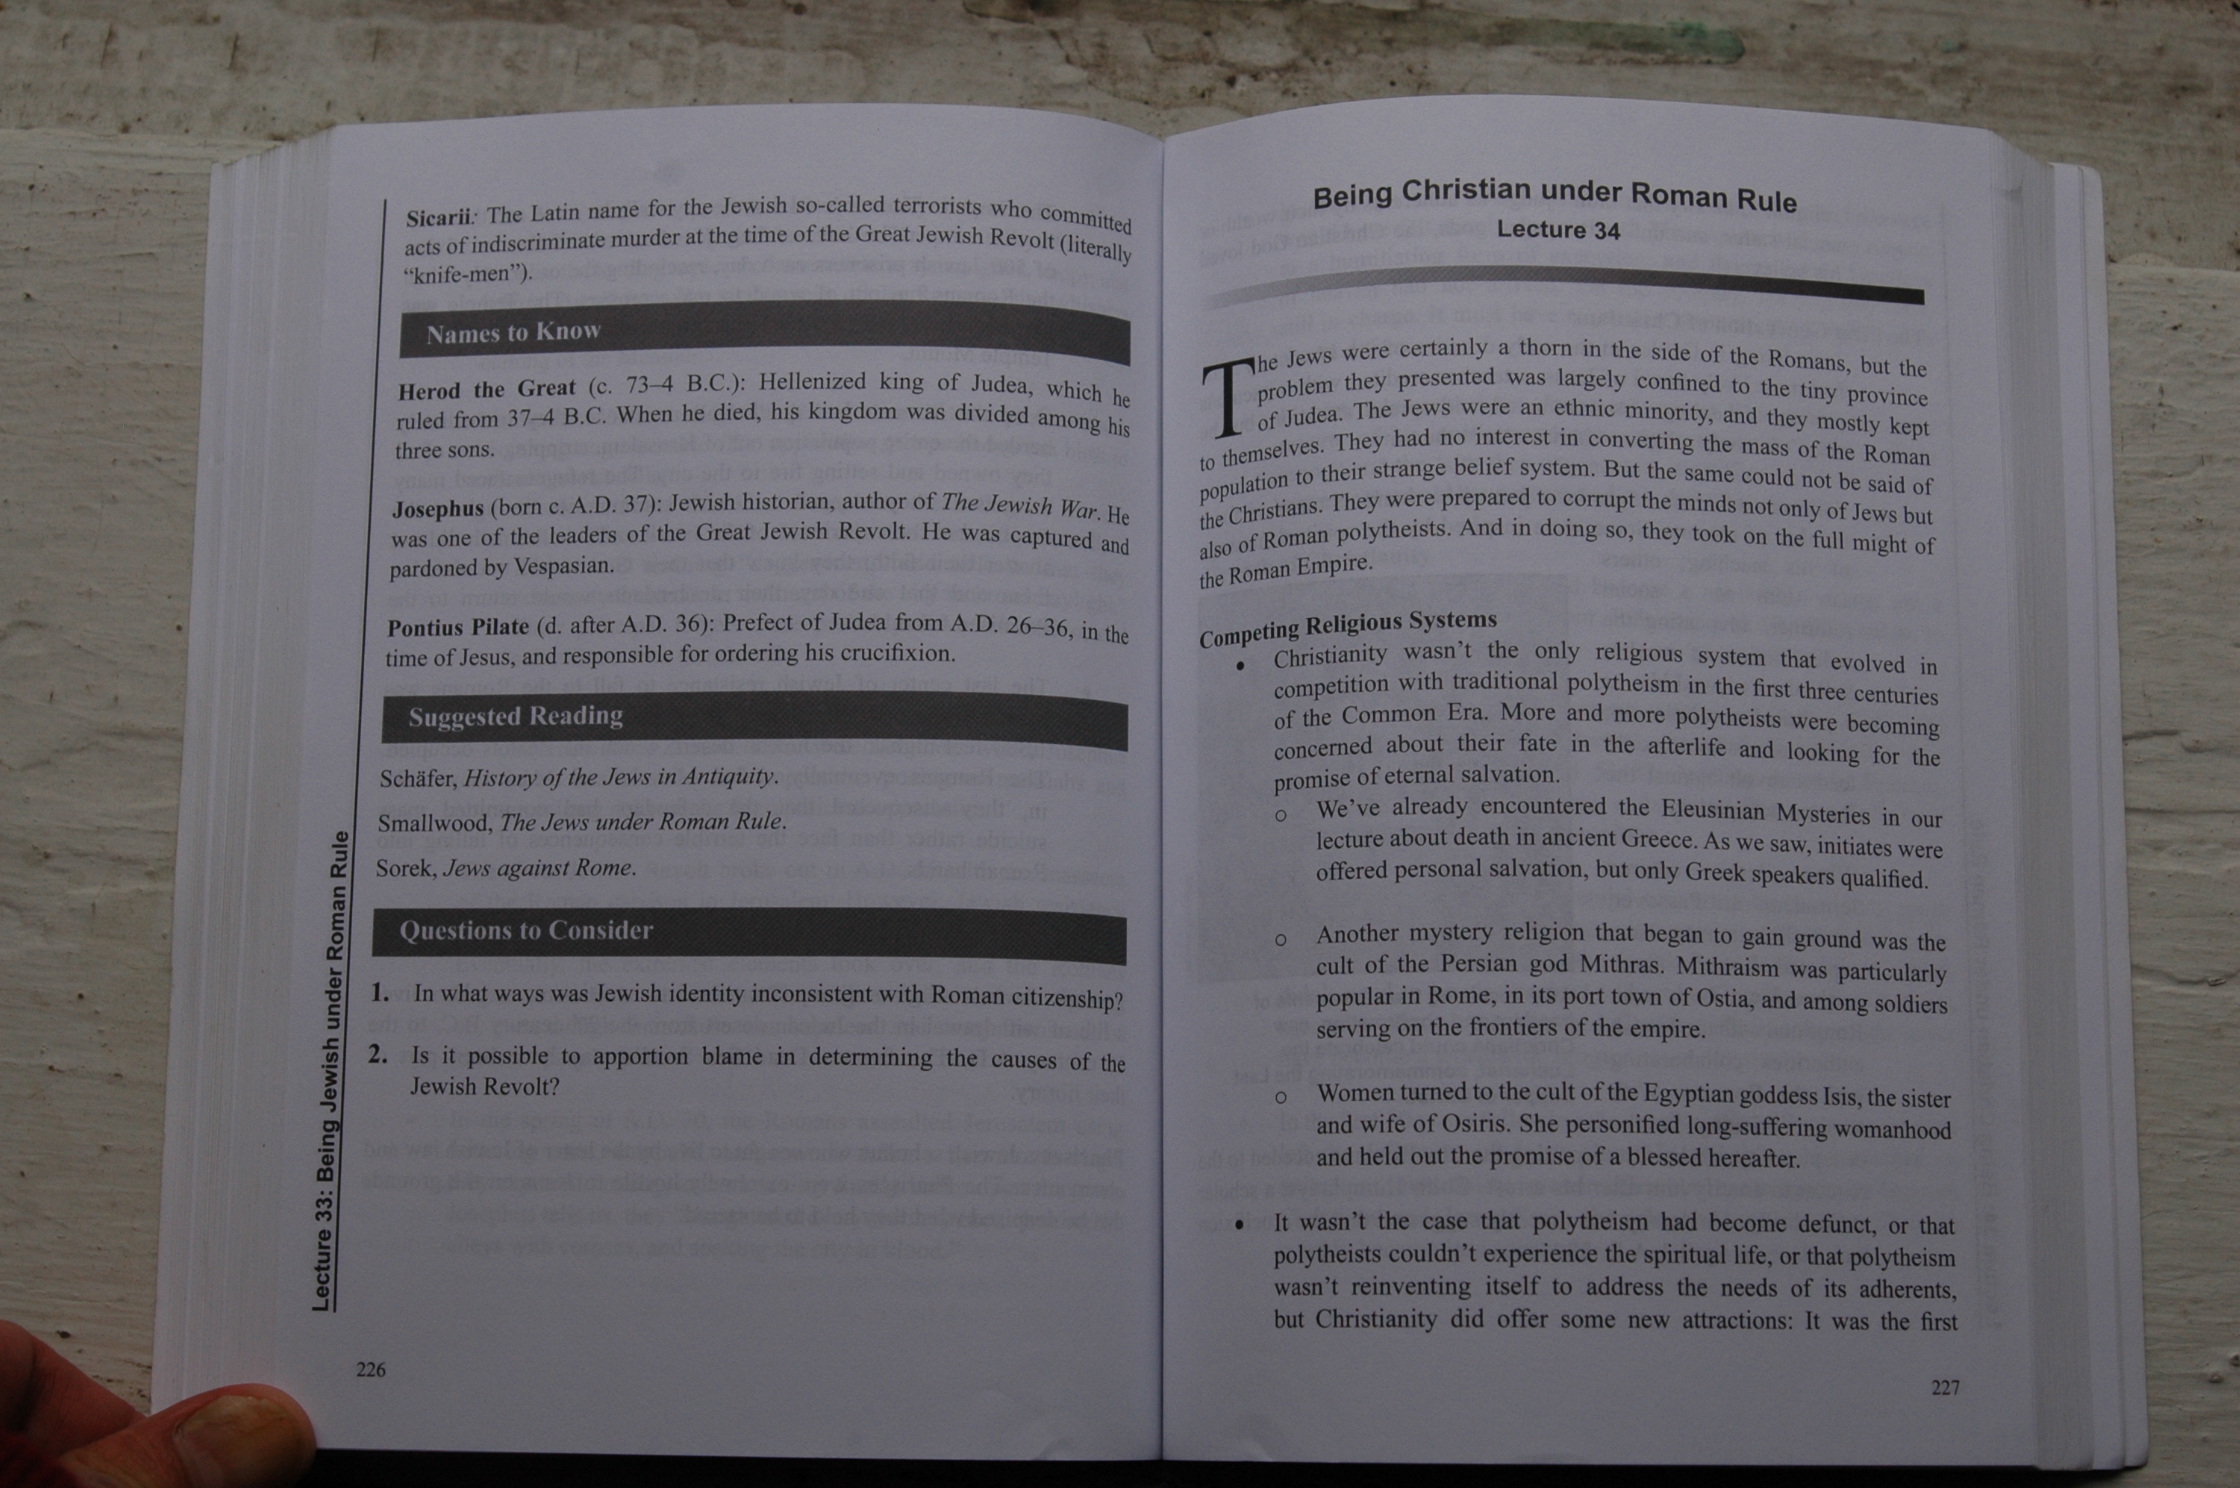 Sicarii: The Latin name for the Jewish so-called terrorists who committed
acts of indiscriminate murder at the time of the Great Jewish Revolt (literally
“knife-men”).
Names to Know
Herod the Great (c. 73–4 B.C.): Hellenized king of Judea, which he
ruled from 37–4 B.C. When he died, his kingdom was divided among his
three sons.
Josephus (born c. A.D. 37): Jewish historian, author of The Jewish War. He
was one of the leaders of the Great Jewish Revolt. He was captured and
pardoned by Vespasian.
Pontius Pilate (d. after A.D. 36): Prefect of Judea from A.D. 26–36, in the
time of Jesus, and responsible for ordering his crucifixion.
Suggested Reading
Schäfer, History of the Jews in Antiquity.
Smallwood, The Jews under Roman Rule.
Sorek, Jews against Rome.
Questions to Consider
1. In what ways was Jewish identity inconsistent with Roman citizenship?
2. Is it possible to apportion blame in determining the causes of the
Jewish Revolt?
Lecture 33: Being Jewish under Roman Rule
226
Being Christian under Roman Rule
Lecture 34
The Jews were certainly a thorn in the side of the Romans, but the
problem they presented was largely confined to the tiny province
of Judea. The Jews were an ethnic minority, and they mostly kept
to themselves. They had no interest in converting the mass of the Roman
population to their strange belief system. But the same could not be said of
the Christians. They were prepared to corrupt the minds not only of Jews but
also of Roman polytheists. And in doing so, they took on the full might of
the Roman Empire.
Competing Religious Systems
• Christianity wasn’t the only religious system that evolved in
competition with traditional polytheism in the first three centuries
of the Common Era. More and more polytheists were becoming
concerned about their fate in the afterlife and looking for the
promise of eternal salvation.
o We’ve already encountered the Eleusinian Mysteries in our
lecture about death in ancient Greece. As we saw, initiates were
offered personal salvation, but only Greek speakers qualified.
o Another mystery religion that began to gain ground was the
cult of the Persian god Mithras. Mithraism was particularly
popular in Rome, in its port town of Ostia, and among soldiers
serving on the frontiers of the empire.
o Women turned to the cult of the Egyptian goddess Isis, the sister
and wife of Osiris. She personified long-suffering womanhood
and held out the promise of a blessed hereafter.
• It wasn’t the case that polytheism had become defunct, or that
polytheists couldn’t experience the spiritual life, or that polytheism
wasn’t reinventing itself to address the needs of its adherents,
but Christianity did offer some new attractions: It was the first
227